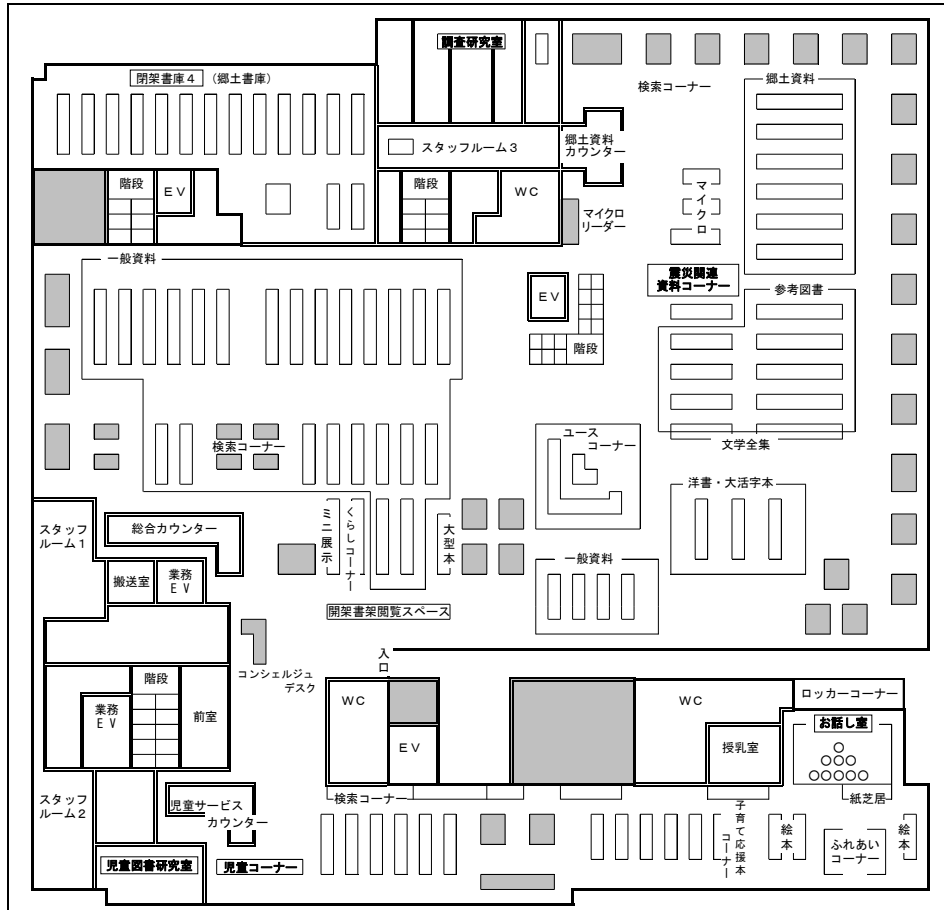 調査研究室
閉架書庫４ （郷土書庫）
検索コーナー
郷土資料
スタッフルーム３
郷土資料
カウンター
階段
ＥＶ
階段
ＷＣ
マイクロ
マイクロ
リーダー
一般資料
震災関連
資料コーナー
ＥＶ
参考図書
階段
ユース
コーナー
検索コーナー
文学全集
洋書・大活字本
スタッフ
ルーム１
総合カウンター
ミニ展示
くらしコーナー
大型本
一般資料
搬送室
業務
ＥＶ
開架書架閲覧スペース
入口
コンシェルジュ
デスク
階段
業務
ＥＶ
前室
ＷＣ
ＥＶ
ＷＣ
ロッカーコーナー
お話し室
授乳室
スタッフ
ルーム２
児童サービス
カウンター
検索コーナー
紙芝居
子育て応援本
コーナー
絵本
ふれあい
コーナー
絵本
児童図書研究室
児童コーナー